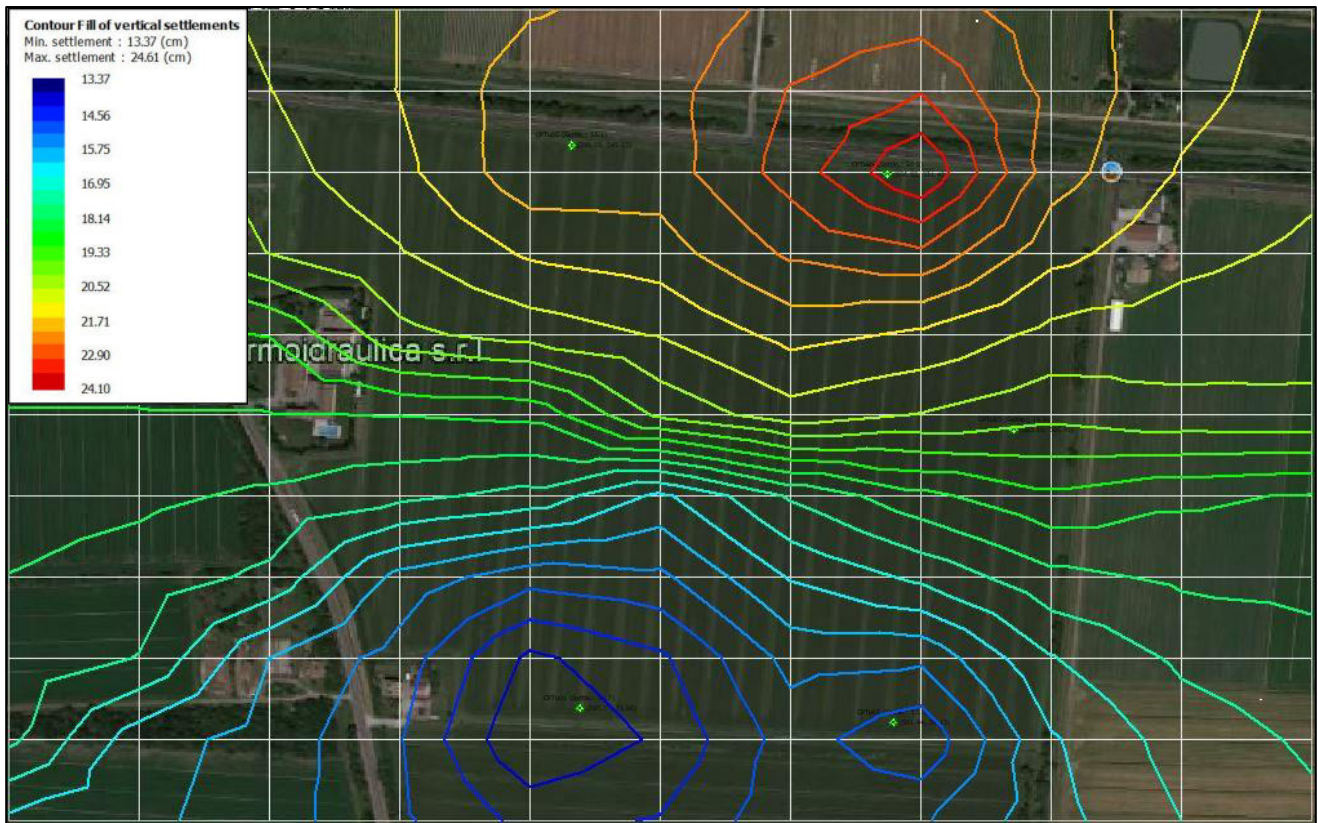 Contour Fill of vertical settlements
Min. settlement : 13.37 (cm)
Max. settlement : 24.61 (cm)
13.37
14.56
15.75
16.95
18.14
19.33
20.52
21.71
22.90
24.10
rmoidraulica s.r.l